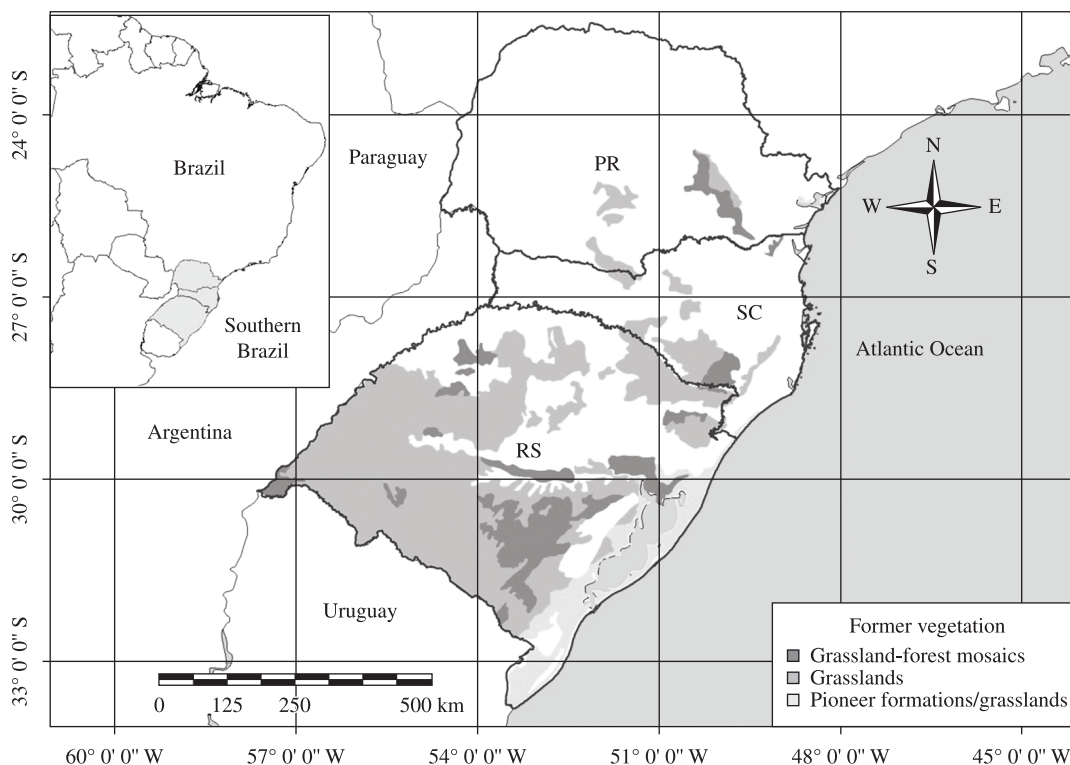 Brazil
Southern
Brazil
Paraguay
PR
N
W
E
S
SC
Atlantic Ocean
Argentina
RS
Uruguay
Former vegetation
Grassland-forest mosaics
Grasslands
Pioneer formations/grasslands
0 125 250 500 km
24° 0' 0" S
27° 0' 0" S
30° 0' 0" S
33° 0' 0" S
60° 0' 0" W 57° 0' 0" W 54° 0' 0" W 51° 0' 0" W 48° 0' 0" W 45° 0' 0" W